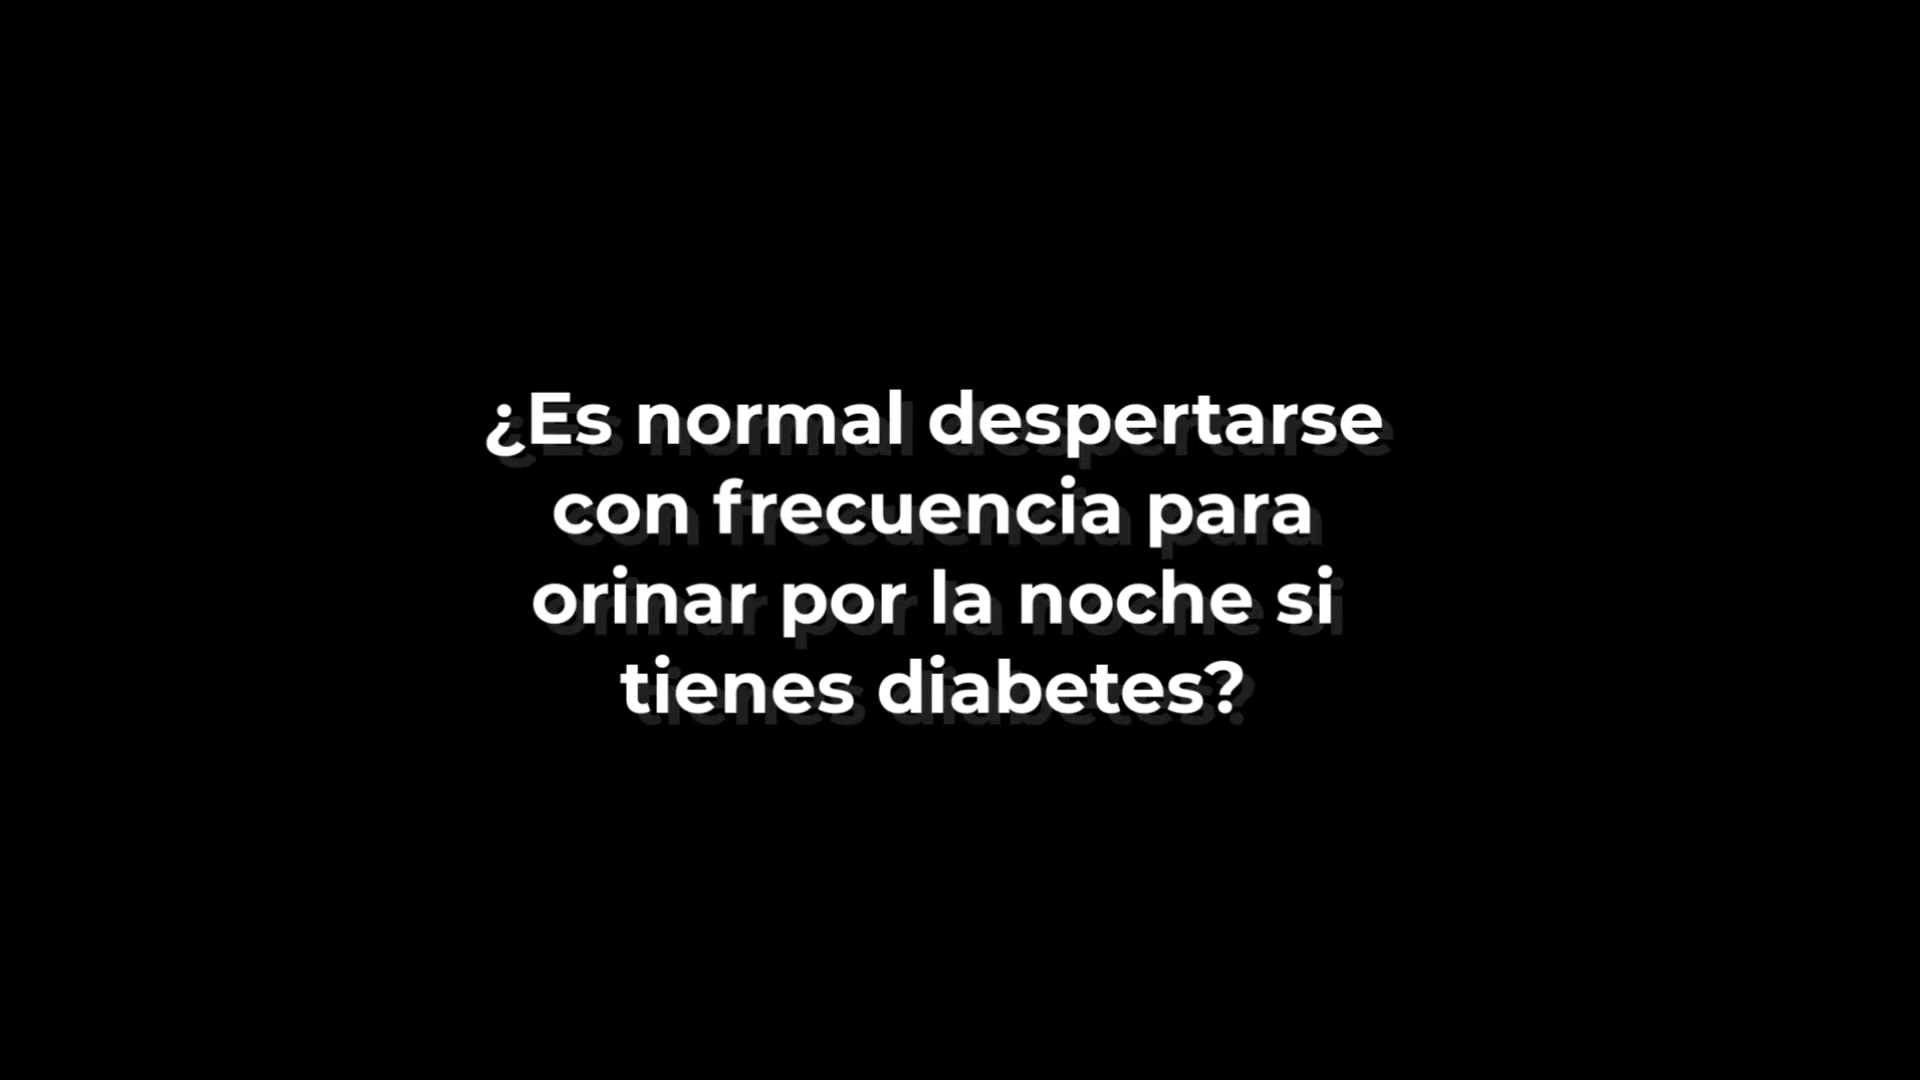 ¿Es normal despertarse
con frecuencia para
orinar por la noche si
tienes diabetes?